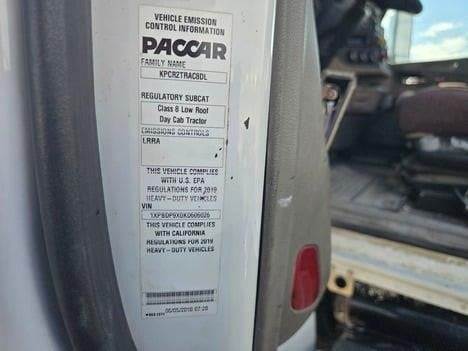 VEHICLE EMISSION
CONTROL INFORMATION
PACCAR
FAMILY NAME
KPCR2TRAC8DL
REGULATORY SUBCAT
Class 8 Low Roof
Day Cab Tractor
EMISSIONS CONTROLS
LRRA
THIS VEHICLE COMPLIES
WITH U.S. EPA
REGULATIONS FOR 2019
HEAVY-DUTY VEHICLES
VIN
1XPBDP9X0KD606026
THIS VEHICLE COMPLIES
WITH CALIFORNIA
REGULATIONS FOR 2019
HEAVY-DUTY VEHICLES